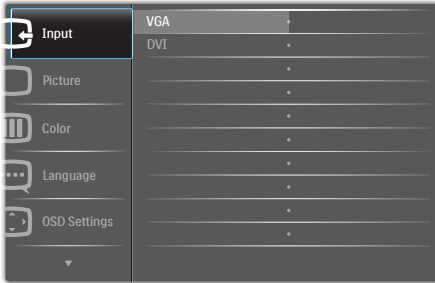 Input
VGA
DVI
Picture
Color
Language
OSD Settings